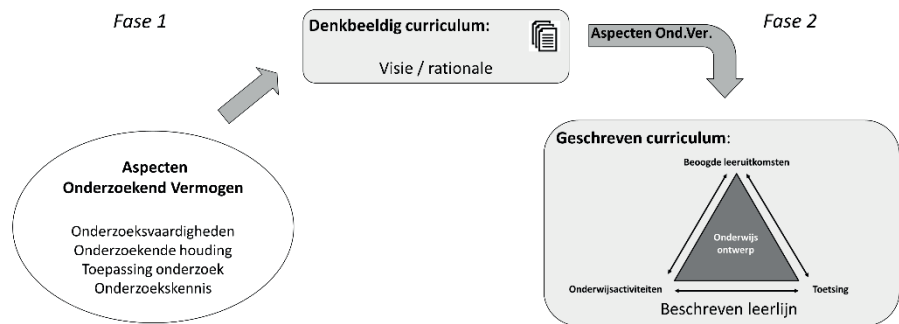 Fase 1
Denkbeeldig curriculum:
Visie / rationale
Aspecten Ond.Ver.
Fase 2
Aspecten
Onderzoekend Vermogen
Onderzoeksvaardigheden
Onderzoekende houding
Toepassing onderzoek
Onderzoekskennis
Geschreven curriculum:
Beoogde leeruitkomsten
Onderwijs
ontwerp
Onderwijsactiviteiten
Toetsing
Beschreven leerlijn